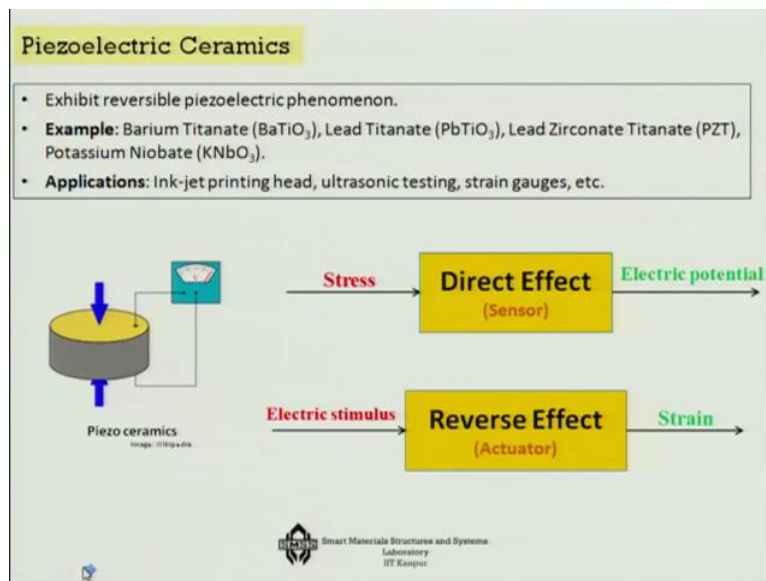 Piezoelectric Ceramics
• Exhibit reversible piezoelectric phenomenon.
• Example: Barium Titanate (BaTiO₃), Lead Titanate (PbTiO₃), Lead Zirconate Titanate (PZT),
Potassium Niobate (KNbO₃).
• Applications: Ink-jet printing head, ultrasonic testing, strain gauges, etc.
Stress
Direct Effect
(Sensor)
Electric potential
Piezo ceramics
Image: Wikipedia
Electric stimulus
Reverse Effect
(Actuator)
Strain
SMSS
Smart Materials Structures and Systems
Laboratory
IIT Kanpur